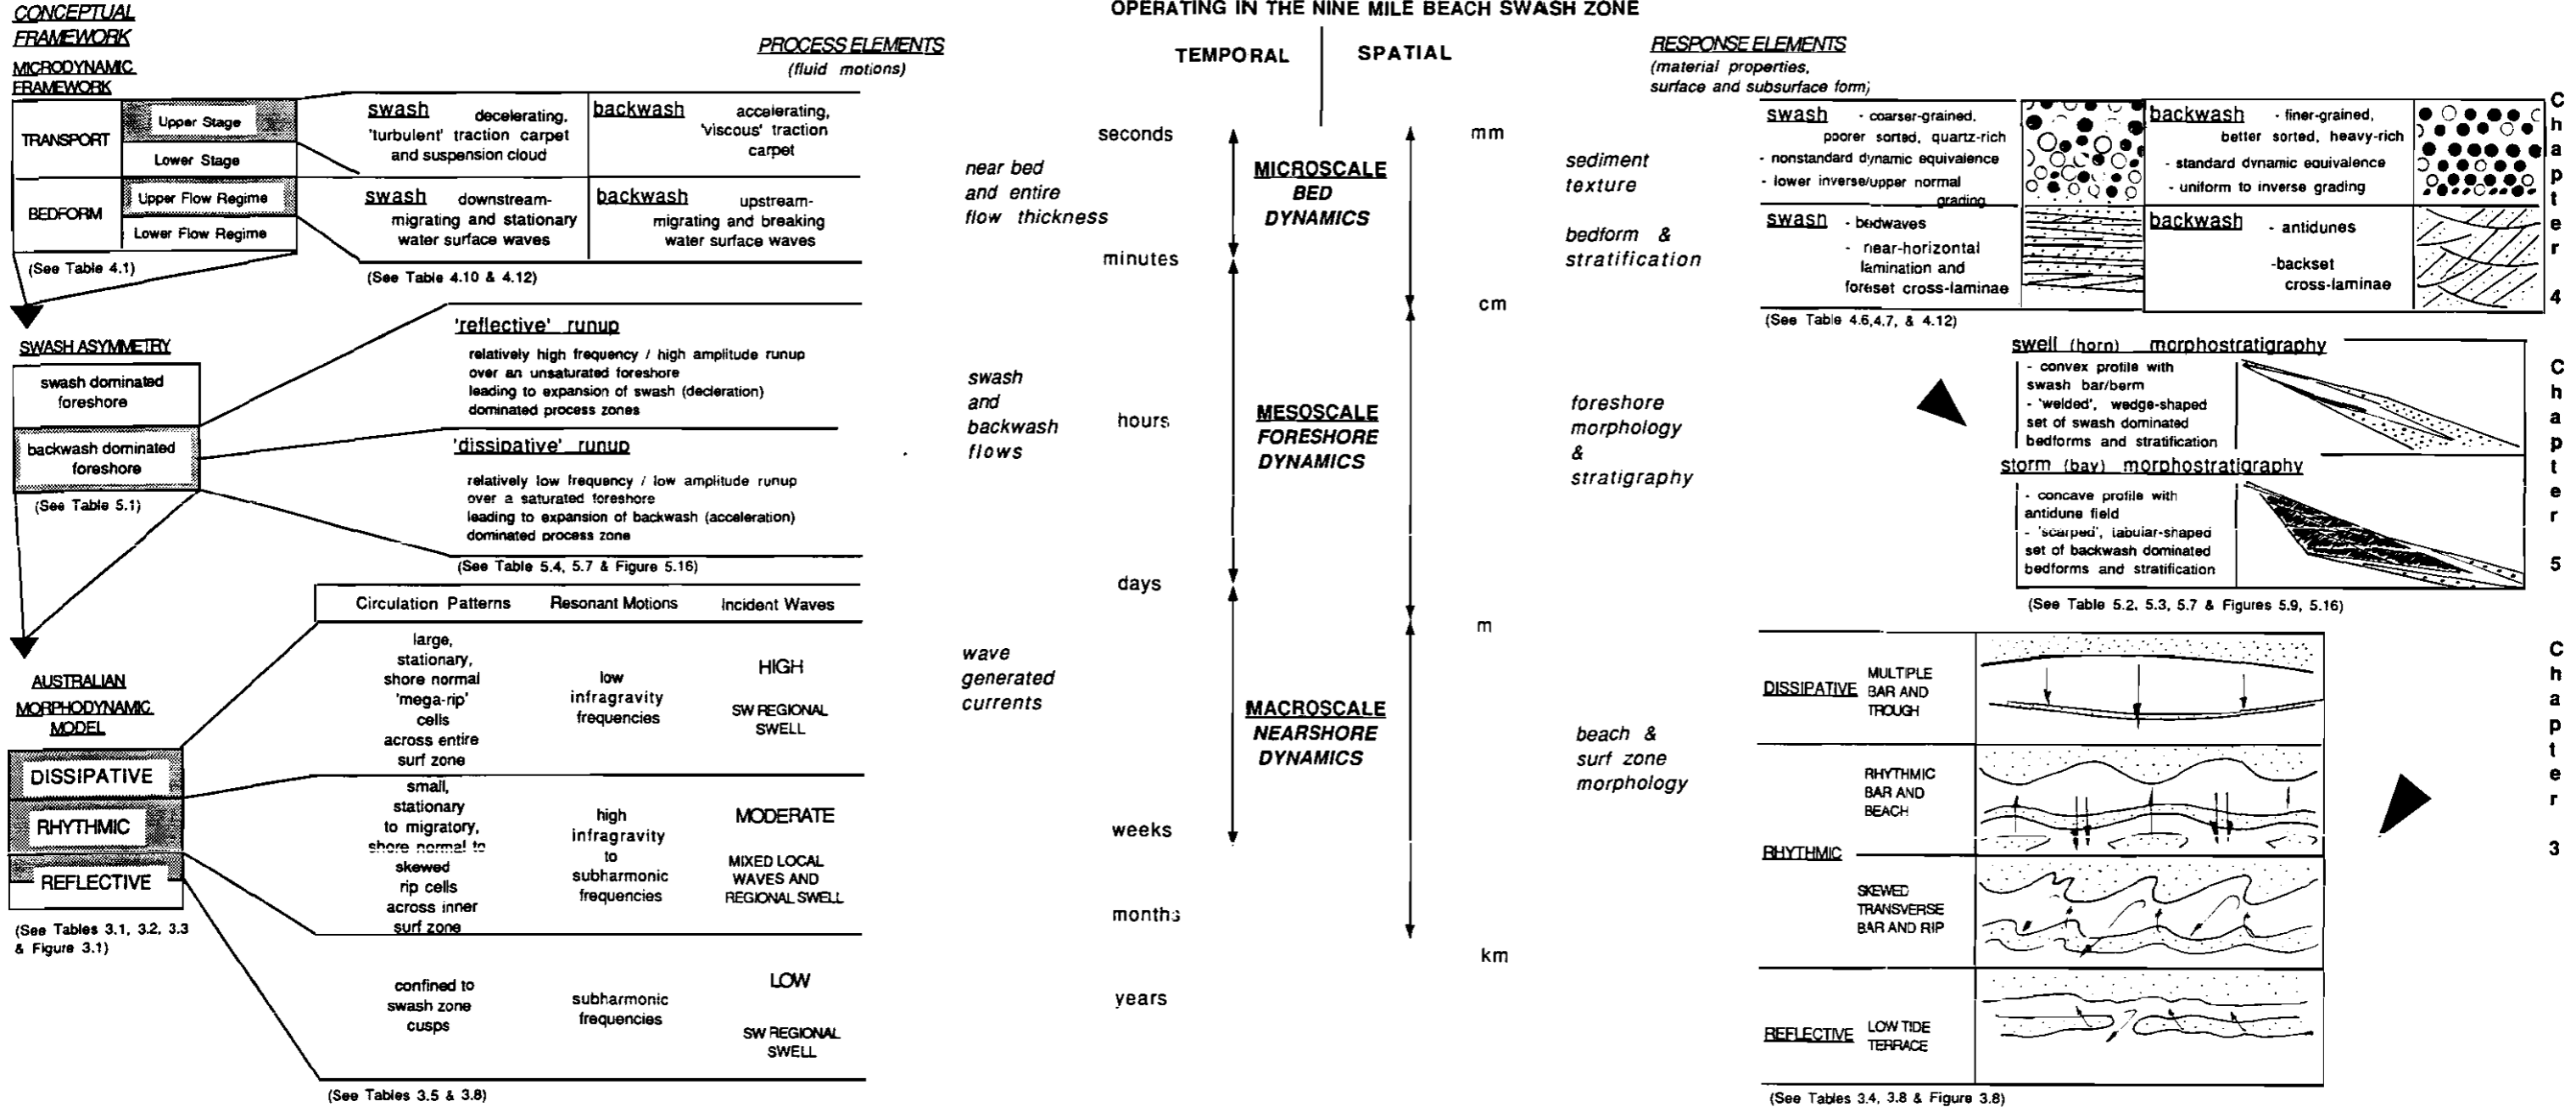 OPERATING IN THE NINE MILE BEACH SWASH ZONE
CONCEPTUAL
FRAMEWORK
MICRODYNAMIC
FRAMEWORK
TRANSPORT
Upper Stage
Lower Stage
BEDFORM
Upper Flow Regime
Lower Flow Regime
(See Table 4.1)
SWASH ASYMMETRY
swash dominated
foreshore
backwash dominated
foreshore
(See Table 5.1)
AUSTRALIAN
MORPHODYNAMIC
MODEL
DISSIPATIVE
RHYTHMIC
REFLECTIVE
(See Tables 3.1, 3.2, 3.3
& Figure 3.1)
PROCESS ELEMENTS
(fluid motions)
swash decelerating,
'turbulent' traction carpet
and suspension cloud
backwash accelerating,
'viscous' traction
carpet
swash downstream-
migrating and stationary
water surface waves
backwash upstream-
migrating and breaking
water surface waves
(See Table 4.10 & 4.12)
'reflective' runup
relatively high frequency / high amplitude runup
over an unsaturated foreshore
leading to expansion of swash (decleration)
dominated process zones
'dissipative' runup
relatively low frequency / low amplitude runup
over a saturated foreshore
leading to expansion of backwash (acceleration)
dominated process zone
(See Table 5.4, 5.7 & Figure 5.16)
Circulation Patterns Resonant Motions Incident Waves
large,
stationary,
shore normal
'mega-rip'
cells
across entire
surf zone
low
infragravity
frequencies
HIGH
SW REGIONAL
SWELL
small,
stationary
to migratory,
shore normal to
skewed
rip cells
across inner
surf zone
high
infragravity
to
subharmonic
frequencies
MODERATE
MIXED LOCAL
WAVES AND
REGIONAL SWELL
confined to
swash zone
cusps
subharmonic
frequencies
LOW
SW REGIONAL
SWELL
(See Tables 3.5 & 3.8)
near bed
and entire
flow thickness
swash
and
backwash
flows
wave
generated
currents
TEMPORAL
SPATIAL
seconds
minutes
hours
days
weeks
months
years
MICROSCALE
BED
DYNAMICS
MESOSCALE
FORESHORE
DYNAMICS
MACROSCALE
NEARSHORE
DYNAMICS
mm
cm
m
km
sediment
texture
bedform &
stratification
foreshore
morphology
&
stratigraphy
beach &
surf zone
morphology
RESPONSE ELEMENTS
(material properties,
surface and subsurface form)
swash - coarser-grained,
poorer sorted, quartz-rich
- nonstandard dynamic equivalence
- lower inverse/upper normal
grading
backwash - finer-grained,
better sorted, heavy-rich
- standard dynamic equivalence
- uniform to inverse grading
swash - bedwaves
- near-horizontal
lamination and
foreset cross-laminae
backwash - antidunes
-backset
cross-laminae
(See Table 4.6,4.7, & 4.12)
Chapter 4
swell (horn) morphostratigraphy
- convex profile with
swash bar/berm
- 'welded', wedge-shaped
set of swash dominated
bedforms and stratification
storm (bay) morphostratigraphy
- concave profile with
antidune field
- 'scarped', tabular-shaped
set of backwash dominated
bedforms and stratification
(See Table 5.2, 5.3, 5.7 & Figures 5.9, 5.16)
Chapter 5
DISSIPATIVE
MULTIPLE
BAR AND
TROUGH
RHYTHMIC
RHYTHMIC
BAR AND
BEACH
SKEWED
TRANSVERSE
BAR AND RIP
REFLECTIVE
LOW TIDE
TERRACE
(See Tables 3.4, 3.8 & Figure 3.8)
Chapter 3